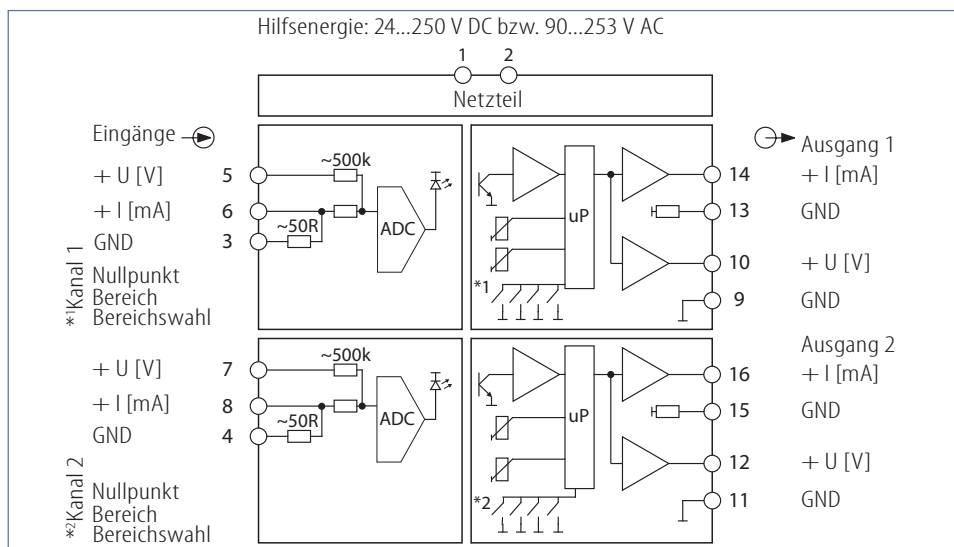 Hilfsenergie: 24...250 V DC bzw. 90...253 V AC
1 2
Netzteil
Eingänge
+ U [V] 5 ~500k
+ I [mA] 6
~50R
GND 3
ADC
*¹Kanal 1
Nullpunkt
Bereich
Bereichswahl
uP
*1
Ausgang 1
14 + I [mA]
13 GND
10 + U [V]
9 GND
+ U [V] 7 ~500k
+ I [mA] 8
~50R
GND 4
ADC
*²Kanal 2
Nullpunkt
Bereich
Bereichswahl
uP
*2
Ausgang 2
16 + I [mA]
15 GND
12 + U [V]
11 GND